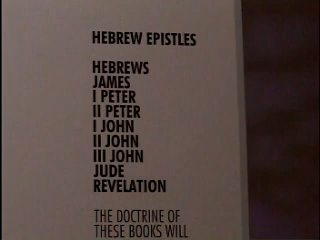 HEBREW EPISTLES
HEBREWS
JAMES
I PETER
II PETER
I JOHN
II JOHN
III JOHN
JUDE
REVELATION
THE DOCTRINE OF
THESE BOOKS WILL